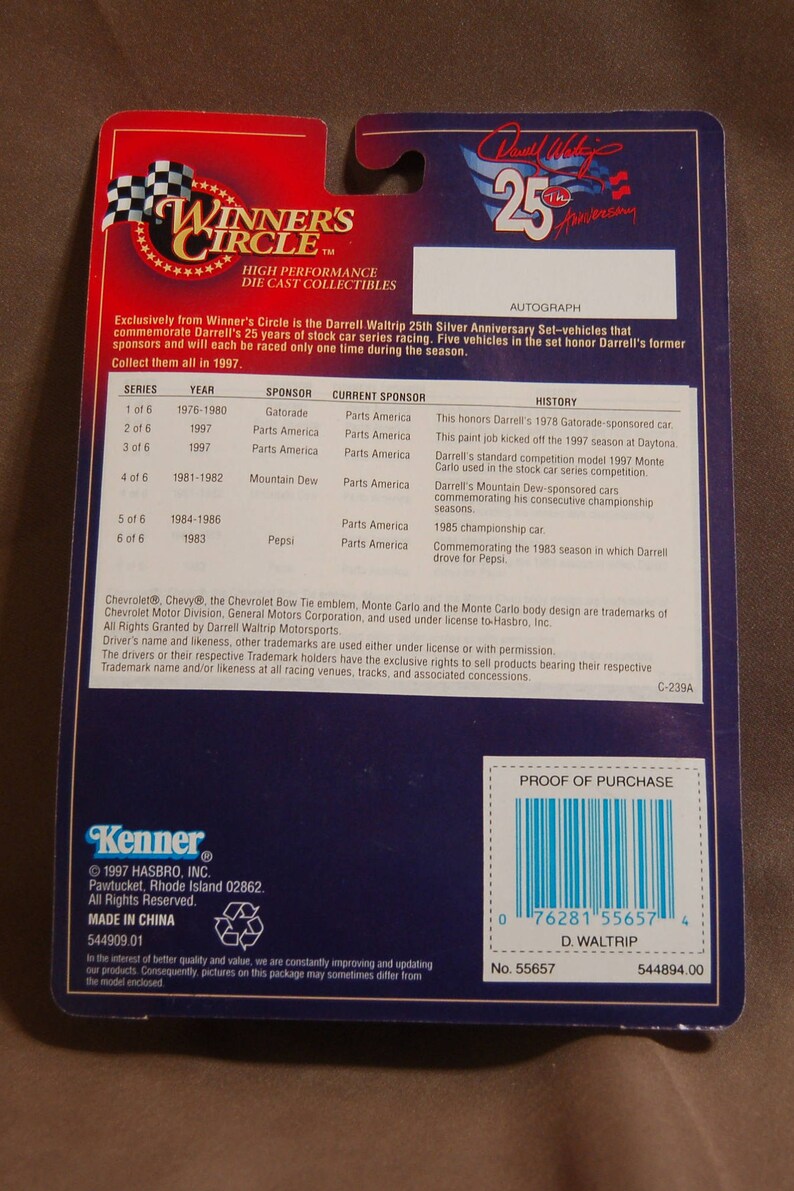 WINNER'S
CIRCLE™
HIGH PERFORMANCE
DIE CAST COLLECTIBLES
Darrell Waltrip
25Th
Anniversary
AUTOGRAPH
Exclusively from Winner's Circle is the Darrell Waltrip 25th Silver Anniversary Set–vehicles that
commemorate Darrell's 25 years of stock car series racing. Five vehicles in the set honor Darrell's former
sponsors and will each be raced only one time during the season.
Collect them all in 1997.
SERIES YEAR SPONSOR CURRENT SPONSOR HISTORY
1 of 6 1976-1980 Gatorade Parts America This honors Darrell's 1978 Gatorade-sponsored car.
2 of 6 1997 Parts America Parts America This paint job kicked off the 1997 season at Daytona.
3 of 6 1997 Parts America Parts America Darrell's standard competition model 1997 Monte
Carlo used in the stock car series competition.
4 of 6 1981-1982 Mountain Dew Parts America Darrell's Mountain Dew-sponsored cars
commemorating his consecutive championship
seasons.
5 of 6 1984-1986 Parts America 1985 championship car.
6 of 6 1983 Pepsi Parts America Commemorating the 1983 season in which Darrell
drove for Pepsi.
Chevrolet®, Chevy®, the Chevrolet Bow Tie emblem, Monte Carlo and the Monte Carlo body design are trademarks of
Chevrolet Motor Division, General Motors Corporation, and used under license to Hasbro, Inc.
All Rights Granted by Darrell Waltrip Motorsports.
Driver's name and likeness, other trademarks are used either under license or with permission.
The drivers or their respective Trademark holders have the exclusive rights to sell products bearing their respective
Trademark name and/or likeness at all racing venues, tracks, and associated concessions.
C-239A
Kenner®
© 1997 HASBRO, INC.
Pawtucket, Rhode Island 02862.
All Rights Reserved.
MADE IN CHINA
544909.01
In the interest of better quality and value, we are constantly improving and updating
our products. Consequently, pictures on this package may sometimes differ from
the model enclosed.
PROOF OF PURCHASE
0 76281 55657 4
D. WALTRIP
No. 55657 544894.00